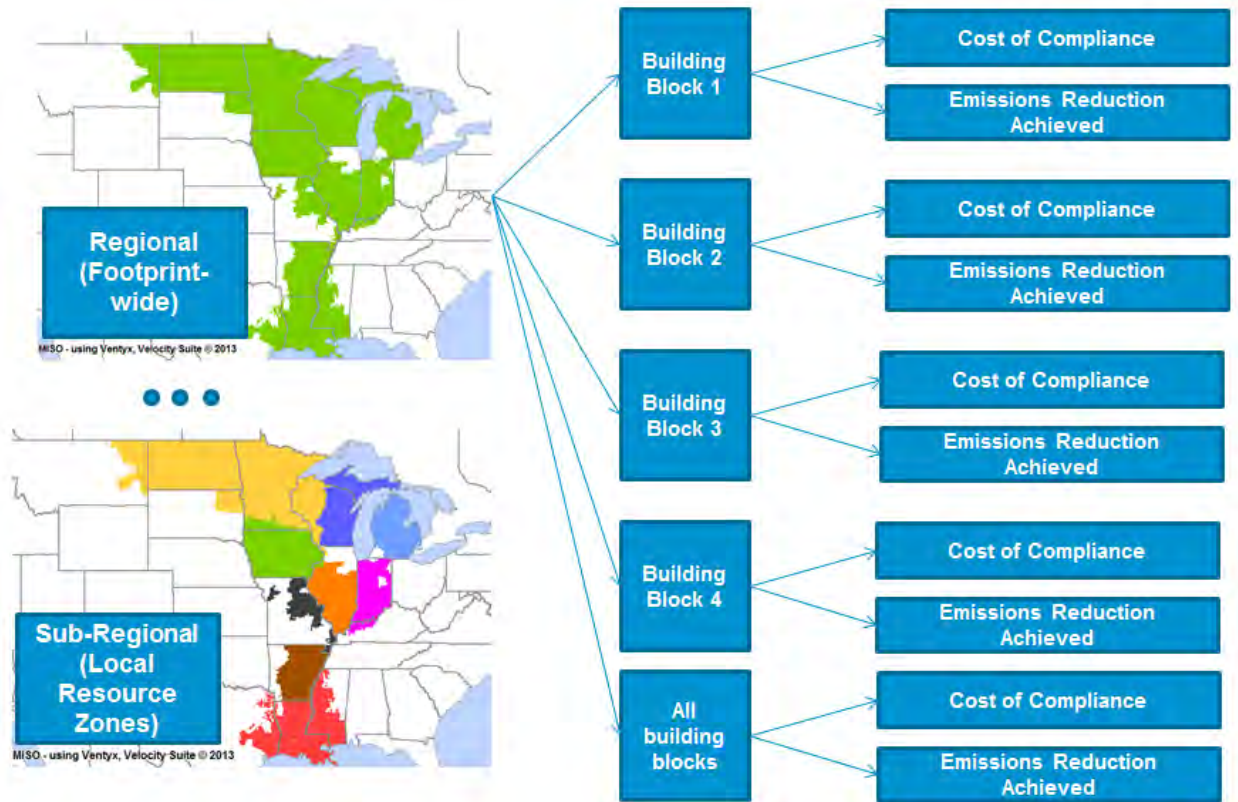 Regional
(Footprint-
wide)
MISO - using Ventyx, Velocity Suite © 2013
Sub-Regional
(Local
Resource
Zones)
MISO - using Ventyx, Velocity Suite © 2013
Building
Block 1
Cost of Compliance
Emissions Reduction
Achieved
Building
Block 2
Cost of Compliance
Emissions Reduction
Achieved
Building
Block 3
Cost of Compliance
Emissions Reduction
Achieved
Building
Block 4
Cost of Compliance
Emissions Reduction
Achieved
All
building
blocks
Cost of Compliance
Emissions Reduction
Achieved